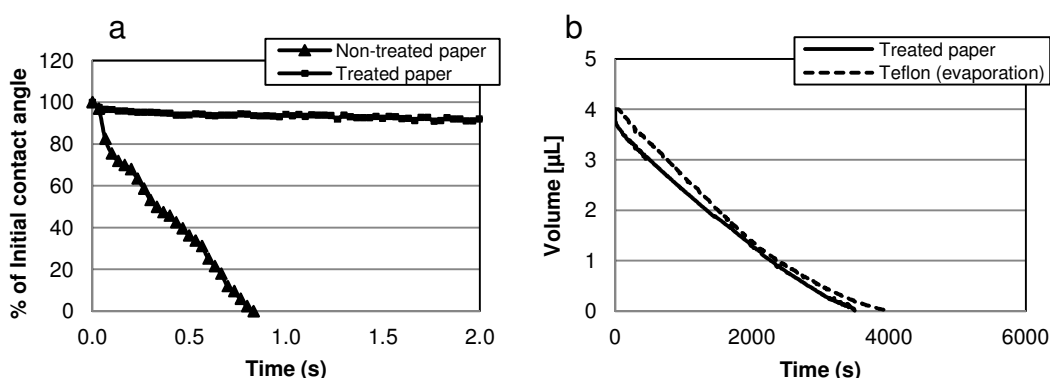 a
Non-treated paper
Treated paper
% of Initial contact angle
120
100
80
60
40
20
0
0.0 0.5 1.0 1.5 2.0
Time (s)
b
Treated paper
Teflon (evaporation)
Volume [µL]
5
4
3
2
1
0
0 2000 4000 6000
Time (s)